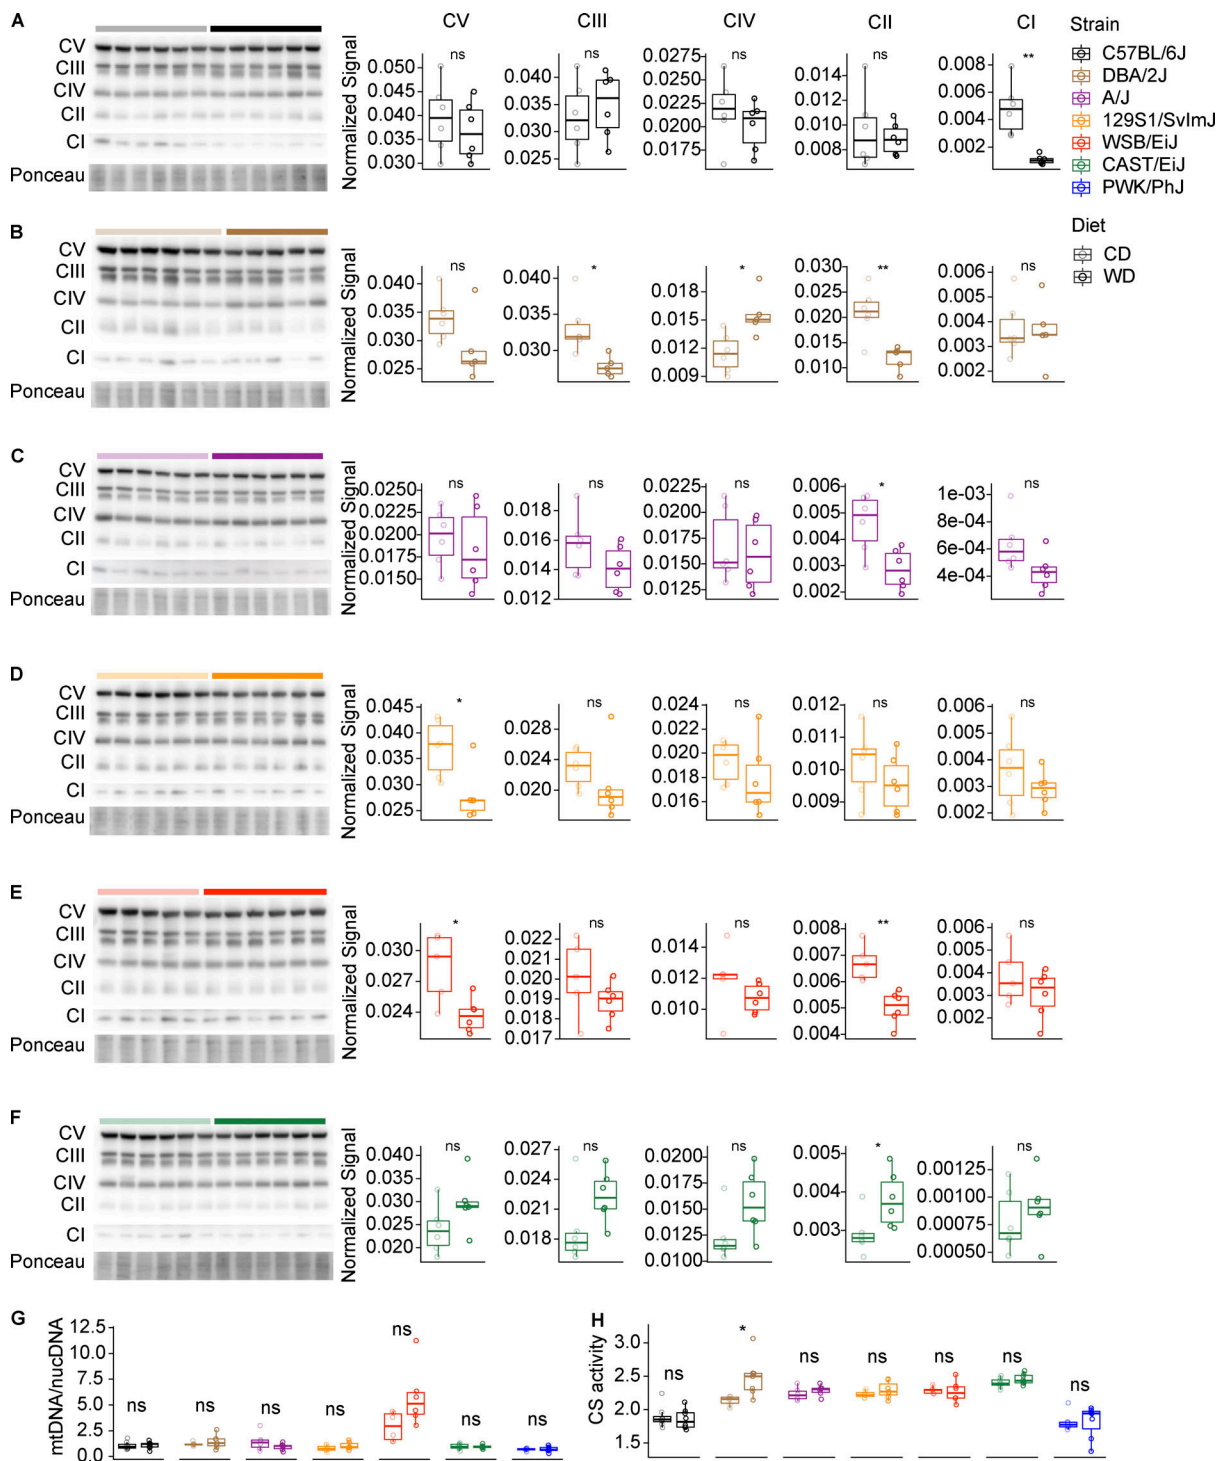 A
CV
CIII
CIV
CII
CI
Ponceau
Normalized Signal
CV
CIII
CIV
CII
CI
ns
ns
ns
ns
**
0.050
0.045
0.040
0.035
0.030
0.040
0.035
0.030
0.025
0.0275
0.0250
0.0225
0.0200
0.0175
0.014
0.012
0.010
0.008
0.008
0.006
0.004
0.002
Strain
C57BL/6J
DBA/2J
A/J
129S1/SvImJ
WSB/EiJ
CAST/EiJ
PWK/PhJ
Diet
CD
WD
B
CV
CIII
CIV
CII
CI
Ponceau
Normalized Signal
ns
*
*
**
ns
0.040
0.035
0.030
0.025
0.040
0.030
0.018
0.015
0.012
0.009
0.030
0.025
0.020
0.015
0.010
0.006
0.005
0.004
0.003
0.002
C
CV
CIII
CIV
CII
CI
Ponceau
Normalized Signal
ns
ns
ns
*
ns
0.0250
0.0225
0.0200
0.0175
0.0150
0.018
0.016
0.014
0.012
0.0225
0.0200
0.0175
0.0150
0.0125
0.006
0.005
0.004
0.003
0.002
1e-03
8e-04
6e-04
4e-04
D
CV
CIII
CIV
CII
CI
Ponceau
Normalized Signal
*
ns
ns
ns
ns
0.045
0.040
0.035
0.030
0.025
0.028
0.024
0.020
0.024
0.022
0.020
0.018
0.016
0.012
0.011
0.010
0.009
0.006
0.005
0.004
0.003
0.002
E
CV
CIII
CIV
CII
CI
Ponceau
Normalized Signal
*
ns
ns
**
ns
0.030
0.027
0.024
0.022
0.021
0.020
0.019
0.018
0.017
0.014
0.012
0.010
0.008
0.007
0.006
0.005
0.004
0.006
0.005
0.004
0.003
0.002
F
CV
CIII
CIV
CII
CI
Ponceau
Normalized Signal
ns
ns
ns
*
ns
0.040
0.035
0.030
0.025
0.020
0.027
0.024
0.021
0.018
0.0200
0.0175
0.0150
0.0125
0.0100
0.005
0.004
0.003
0.00125
0.00100
0.00075
0.00050
G
mtDNA/nucDNA
12.5
10.0
7.5
5.0
2.5
0.0
ns
ns
ns
ns
ns
ns
ns
H
CS activity
3.0
2.5
2.0
1.5
ns
*
ns
ns
ns
ns
ns